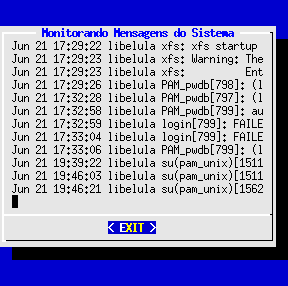 Monitorando Mensagens do Sistema
Jun 21 17:29:22 libelula xfs: xfs startup
Jun 21 17:29:23 libelula xfs: Warning: The
Jun 21 17:29:23 libelula xfs: Ent
Jun 21 17:29:26 libelula PAM_pwdb[798]: (l
Jun 21 17:32:28 libelula PAM_pwdb[797]: (l
Jun 21 17:32:58 libelula PAM_pwdb[799]: au
Jun 21 17:32:59 libelula login[799]: FAILE
Jun 21 17:33:04 libelula login[799]: FAILE
Jun 21 17:33:06 libelula PAM_pwdb[799]: (l
Jun 21 19:39:22 libelula su(pam_unix)[1511
Jun 21 19:46:03 libelula su(pam_unix)[1511
Jun 21 19:46:21 libelula su(pam_unix)[1562
< EXIT >